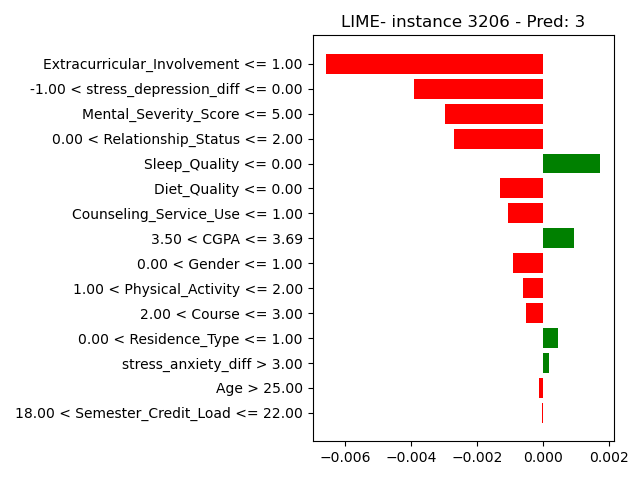 LIME- instance 3206 - Pred: 3
Extracurricular_Involvement <= 1.00
-1.00 < stress_depression_diff <= 0.00
Mental_Severity_Score <= 5.00
0.00 < Relationship_Status <= 2.00
Sleep_Quality <= 0.00
Diet_Quality <= 0.00
Counseling_Service_Use <= 1.00
3.50 < CGPA <= 3.69
0.00 < Gender <= 1.00
1.00 < Physical_Activity <= 2.00
2.00 < Course <= 3.00
0.00 < Residence_Type <= 1.00
stress_anxiety_diff > 3.00
Age > 25.00
18.00 < Semester_Credit_Load <= 22.00
−0.006 −0.004 −0.002 0.000 0.002